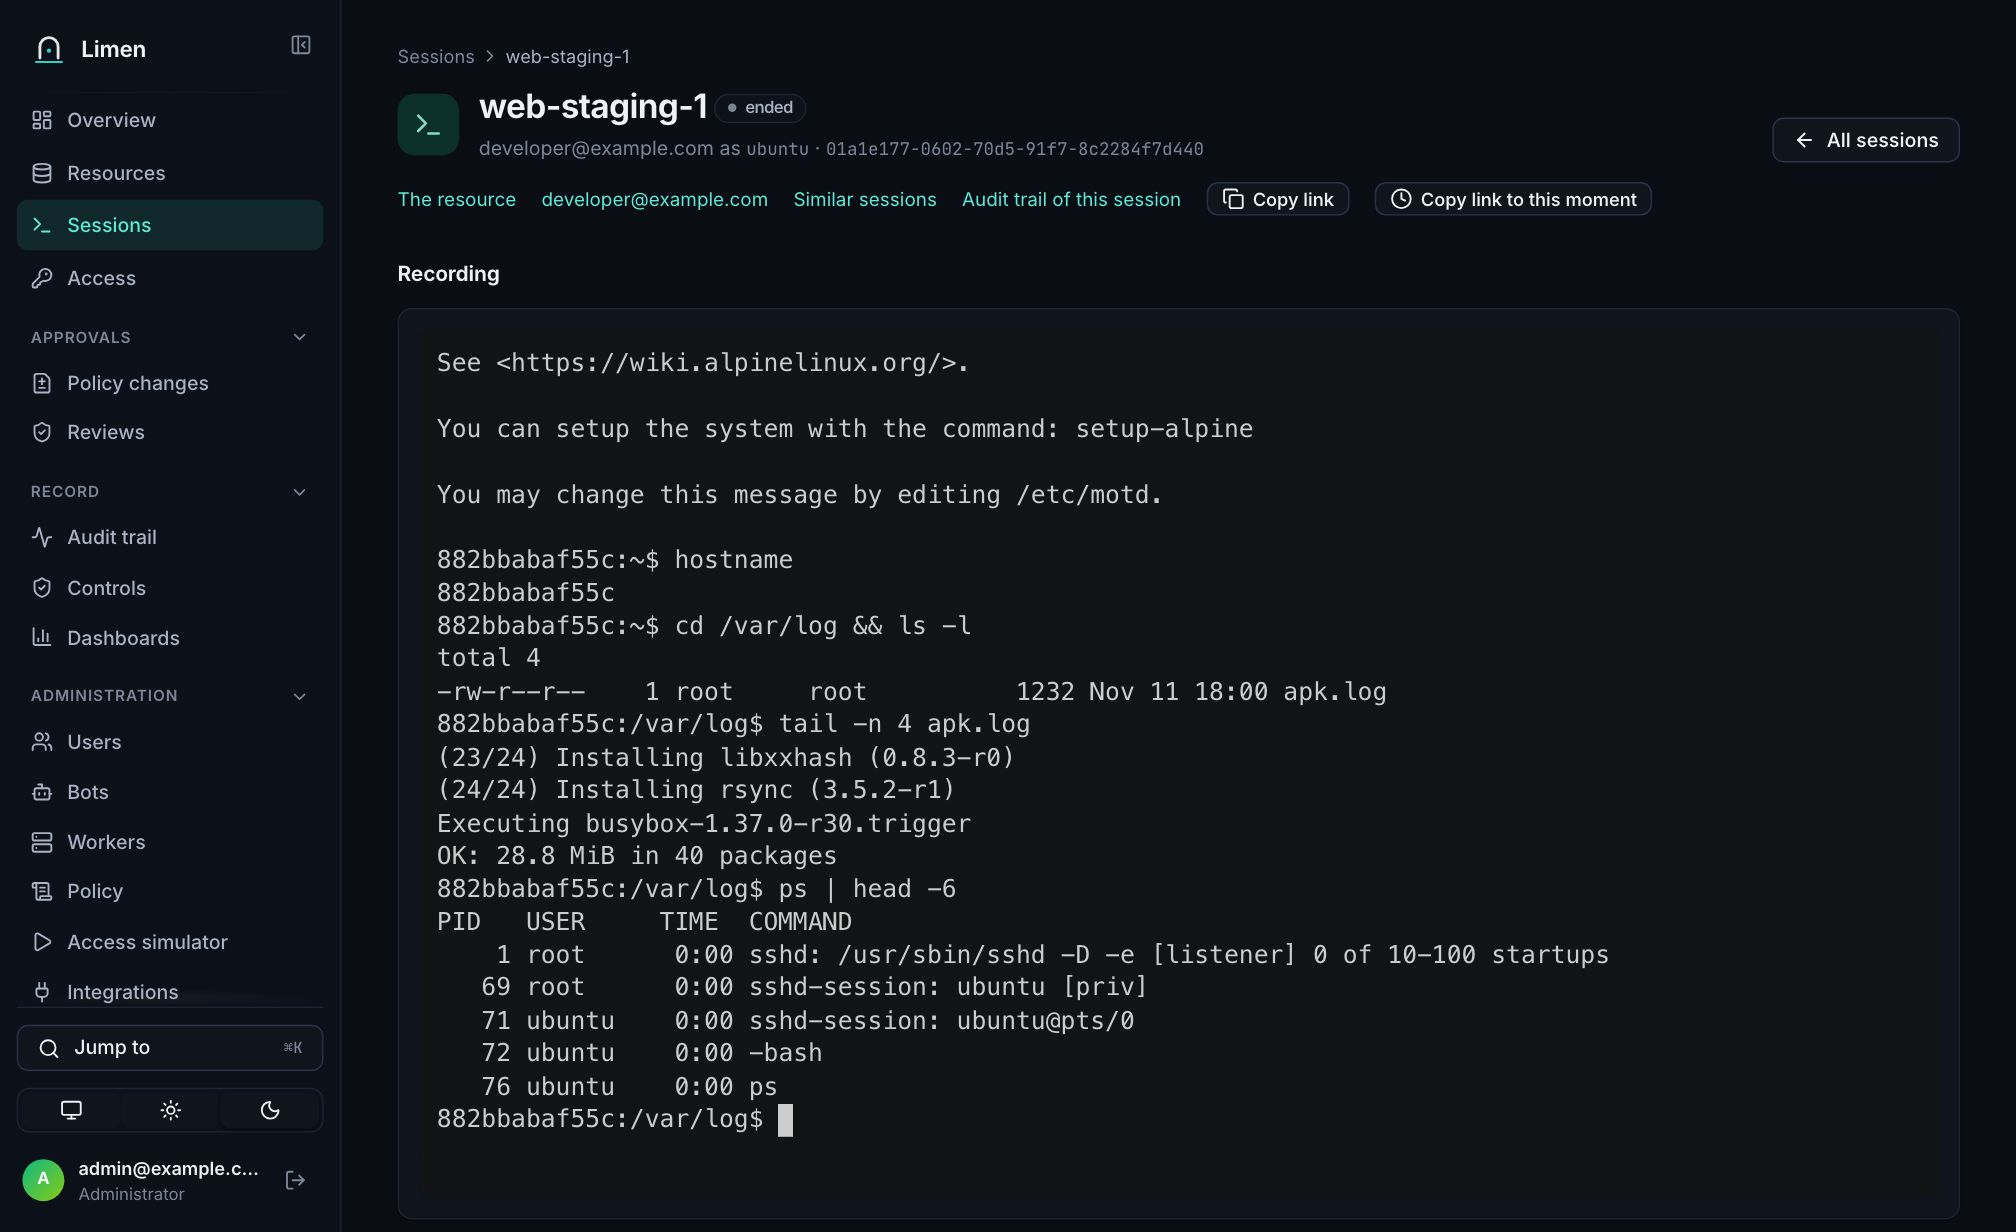 Limen
Overview
Resources
Sessions
Access
APPROVALS
Policy changes
Reviews
RECORD
Audit trail
Controls
Dashboards
ADMINISTRATION
Users
Bots
Workers
Policy
Access simulator
Integrations
Jump to ⌘K
A
admin@example.c...
Administrator
Sessions > web-staging-1
web-staging-1 ended
developer@example.com as ubuntu · 01a1e177-0602-70d5-91f7-8c2284f7d440
All sessions
The resource developer@example.com Similar sessions Audit trail of this session Copy link Copy link to this moment
Recording
See <https://wiki.alpinelinux.org/>.
You can setup the system with the command: setup-alpine
You may change this message by editing /etc/motd.
882bbabaf55c:~$ hostname
882bbabaf55c
882bbabaf55c:~$ cd /var/log && ls -l
total 4
-rw-r--r--    1 root     root          1232 Nov 11 18:00 apk.log
882bbabaf55c:/var/log$ tail -n 4 apk.log
(23/24) Installing libxxhash (0.8.3-r0)
(24/24) Installing rsync (3.5.2-r1)
Executing busybox-1.37.0-r30.trigger
OK: 28.8 MiB in 40 packages
882bbabaf55c:/var/log$ ps | head -6
PID   USER     TIME  COMMAND
    1 root      0:00 sshd: /usr/sbin/sshd -D -e [listener] 0 of 10-100 startups
   69 root      0:00 sshd-session: ubuntu [priv]
   71 ubuntu    0:00 sshd-session: ubuntu@pts/0
   72 ubuntu    0:00 -bash
   76 ubuntu    0:00 ps
882bbabaf55c:/var/log$